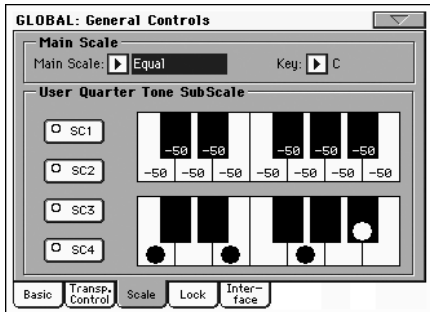 GLOBAL: General Controls
Main Scale
Main Scale: Equal Key: C
User Quarter Tone SubScale
SC1
-50 -50 -50 -50 -50
SC2
-50 -50 -50 -50 -50 -50 -50
SC3
SC4
Basic Transp. Control Scale Lock Inter-face